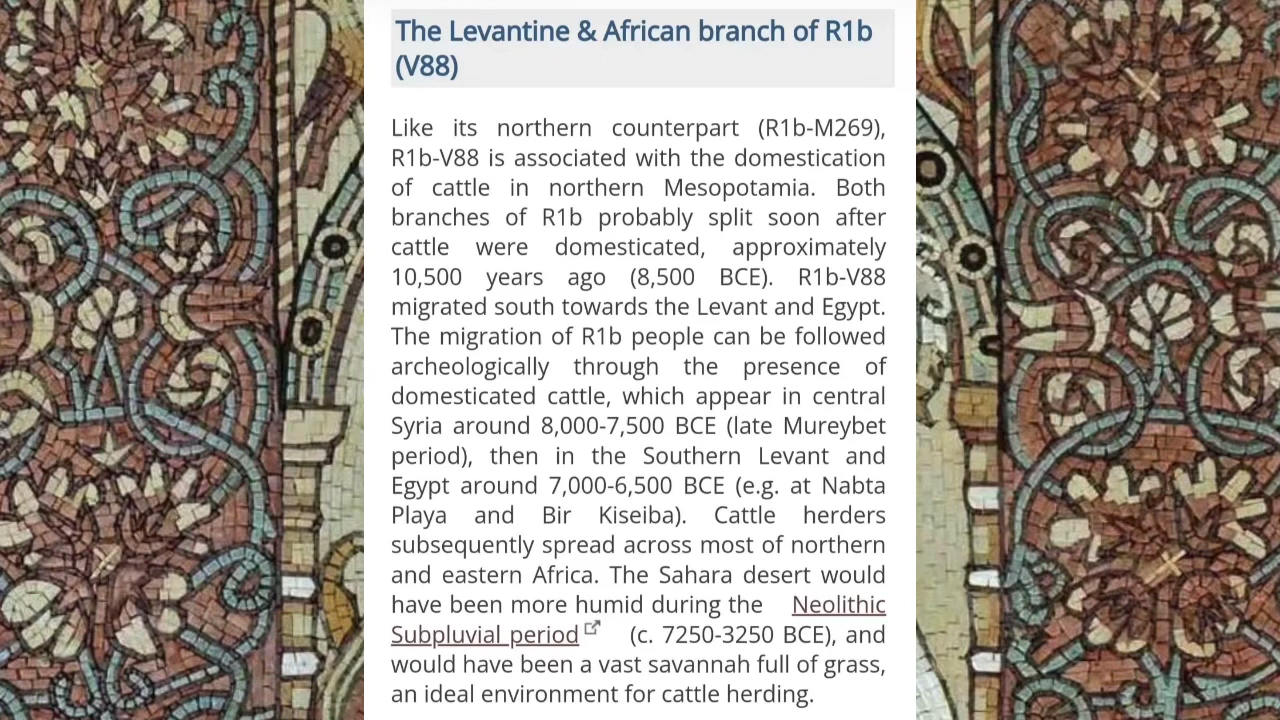 The Levantine & African branch of R1b
(V88)
Like its northern counterpart (R1b-M269),
R1b-V88 is associated with the domestication
of cattle in northern Mesopotamia. Both
branches of R1b probably split soon after
cattle were domesticated, approximately
10,500 years ago (8,500 BCE). R1b-V88
migrated south towards the Levant and Egypt.
The migration of R1b people can be followed
archeologically through the presence of
domesticated cattle, which appear in central
Syria around 8,000-7,500 BCE (late Mureybet
period), then in the Southern Levant and
Egypt around 7,000-6,500 BCE (e.g. at Nabta
Playa and Bir Kiseiba). Cattle herders
subsequently spread across most of northern
and eastern Africa. The Sahara desert would
have been more humid during the Neolithic
Subpluvial period (c. 7250-3250 BCE), and
would have been a vast savannah full of grass,
an ideal environment for cattle herding.